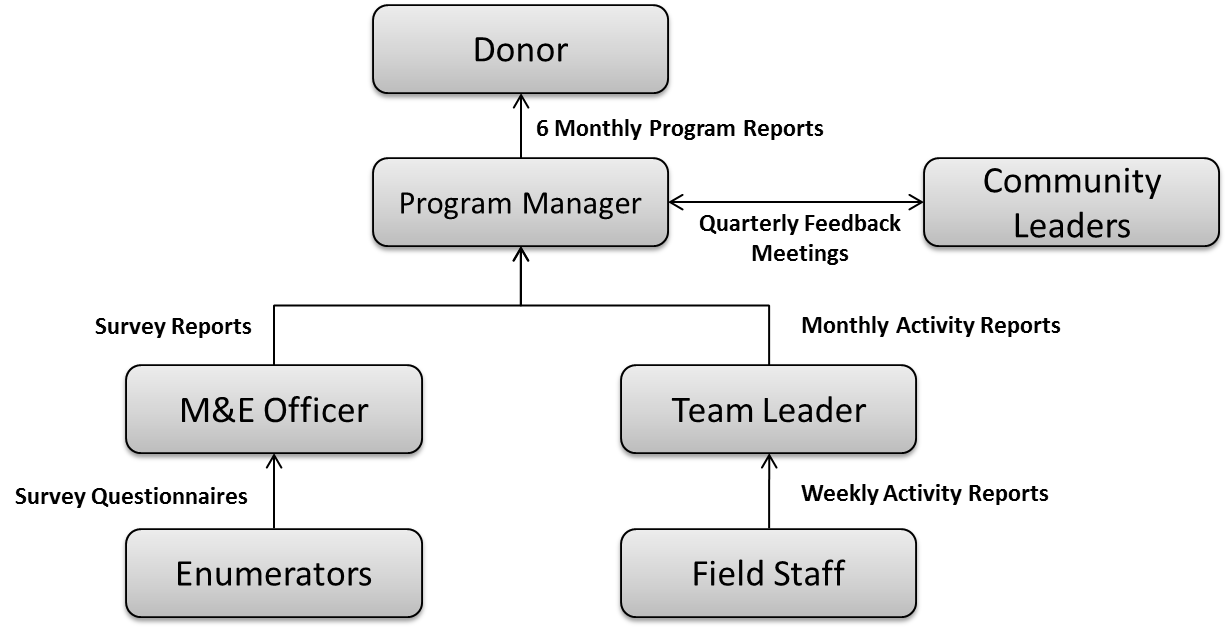 Donor
6 Monthly Program Reports
Program Manager
Community
Leaders
Quarterly Feedback
Meetings
Survey Reports
Monthly Activity Reports
M&E Officer
Team Leader
Survey Questionnaires
Weekly Activity Reports
Enumerators
Field Staff